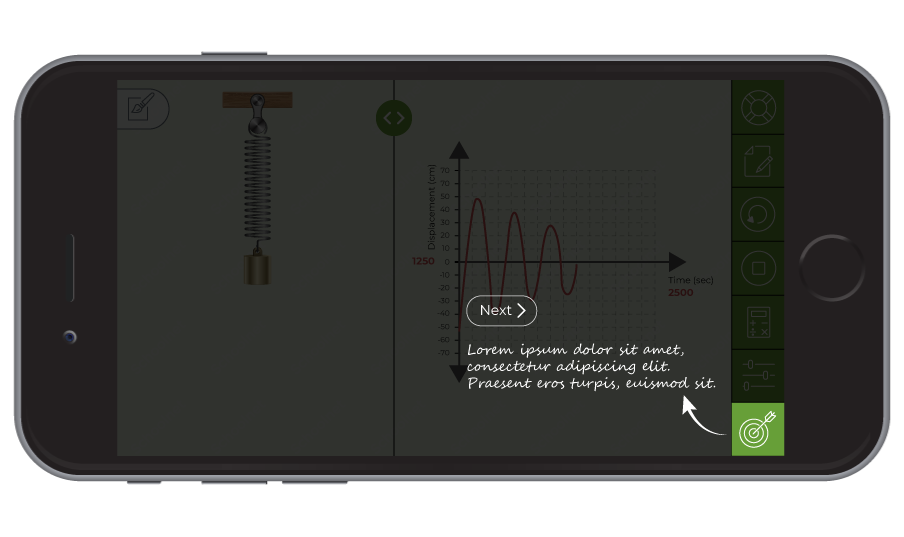 Displacement (cm)
70
70
50
40
30
20
10
1250 0
-10
-20
-30
-40
-50
-60
-70
Time (sec)
2500
Next
Lorem ipsum dolor sit amet,
consectetur adipiscing elit.
Praesent eros turpis, euismod sit.